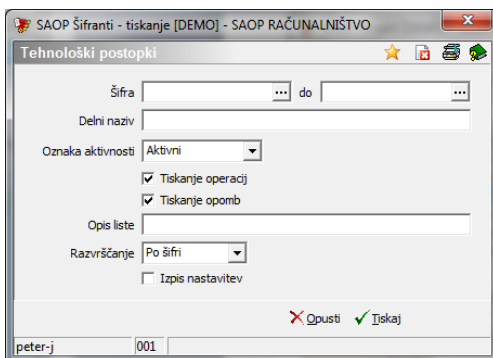 SAOP Šifranti - tiskanje [DEMO] - SAOP RAČUNALNIŠTVO
Tehnološki postopki
Šifra ... do ...
Delni naziv
Oznaka aktivnosti Aktivni
Tiskanje operacij
Tiskanje opomb
Opis liste
Razvrščanje Po šifri
Izpis nastavitev
Opusti Tiskaj
peter-j 001